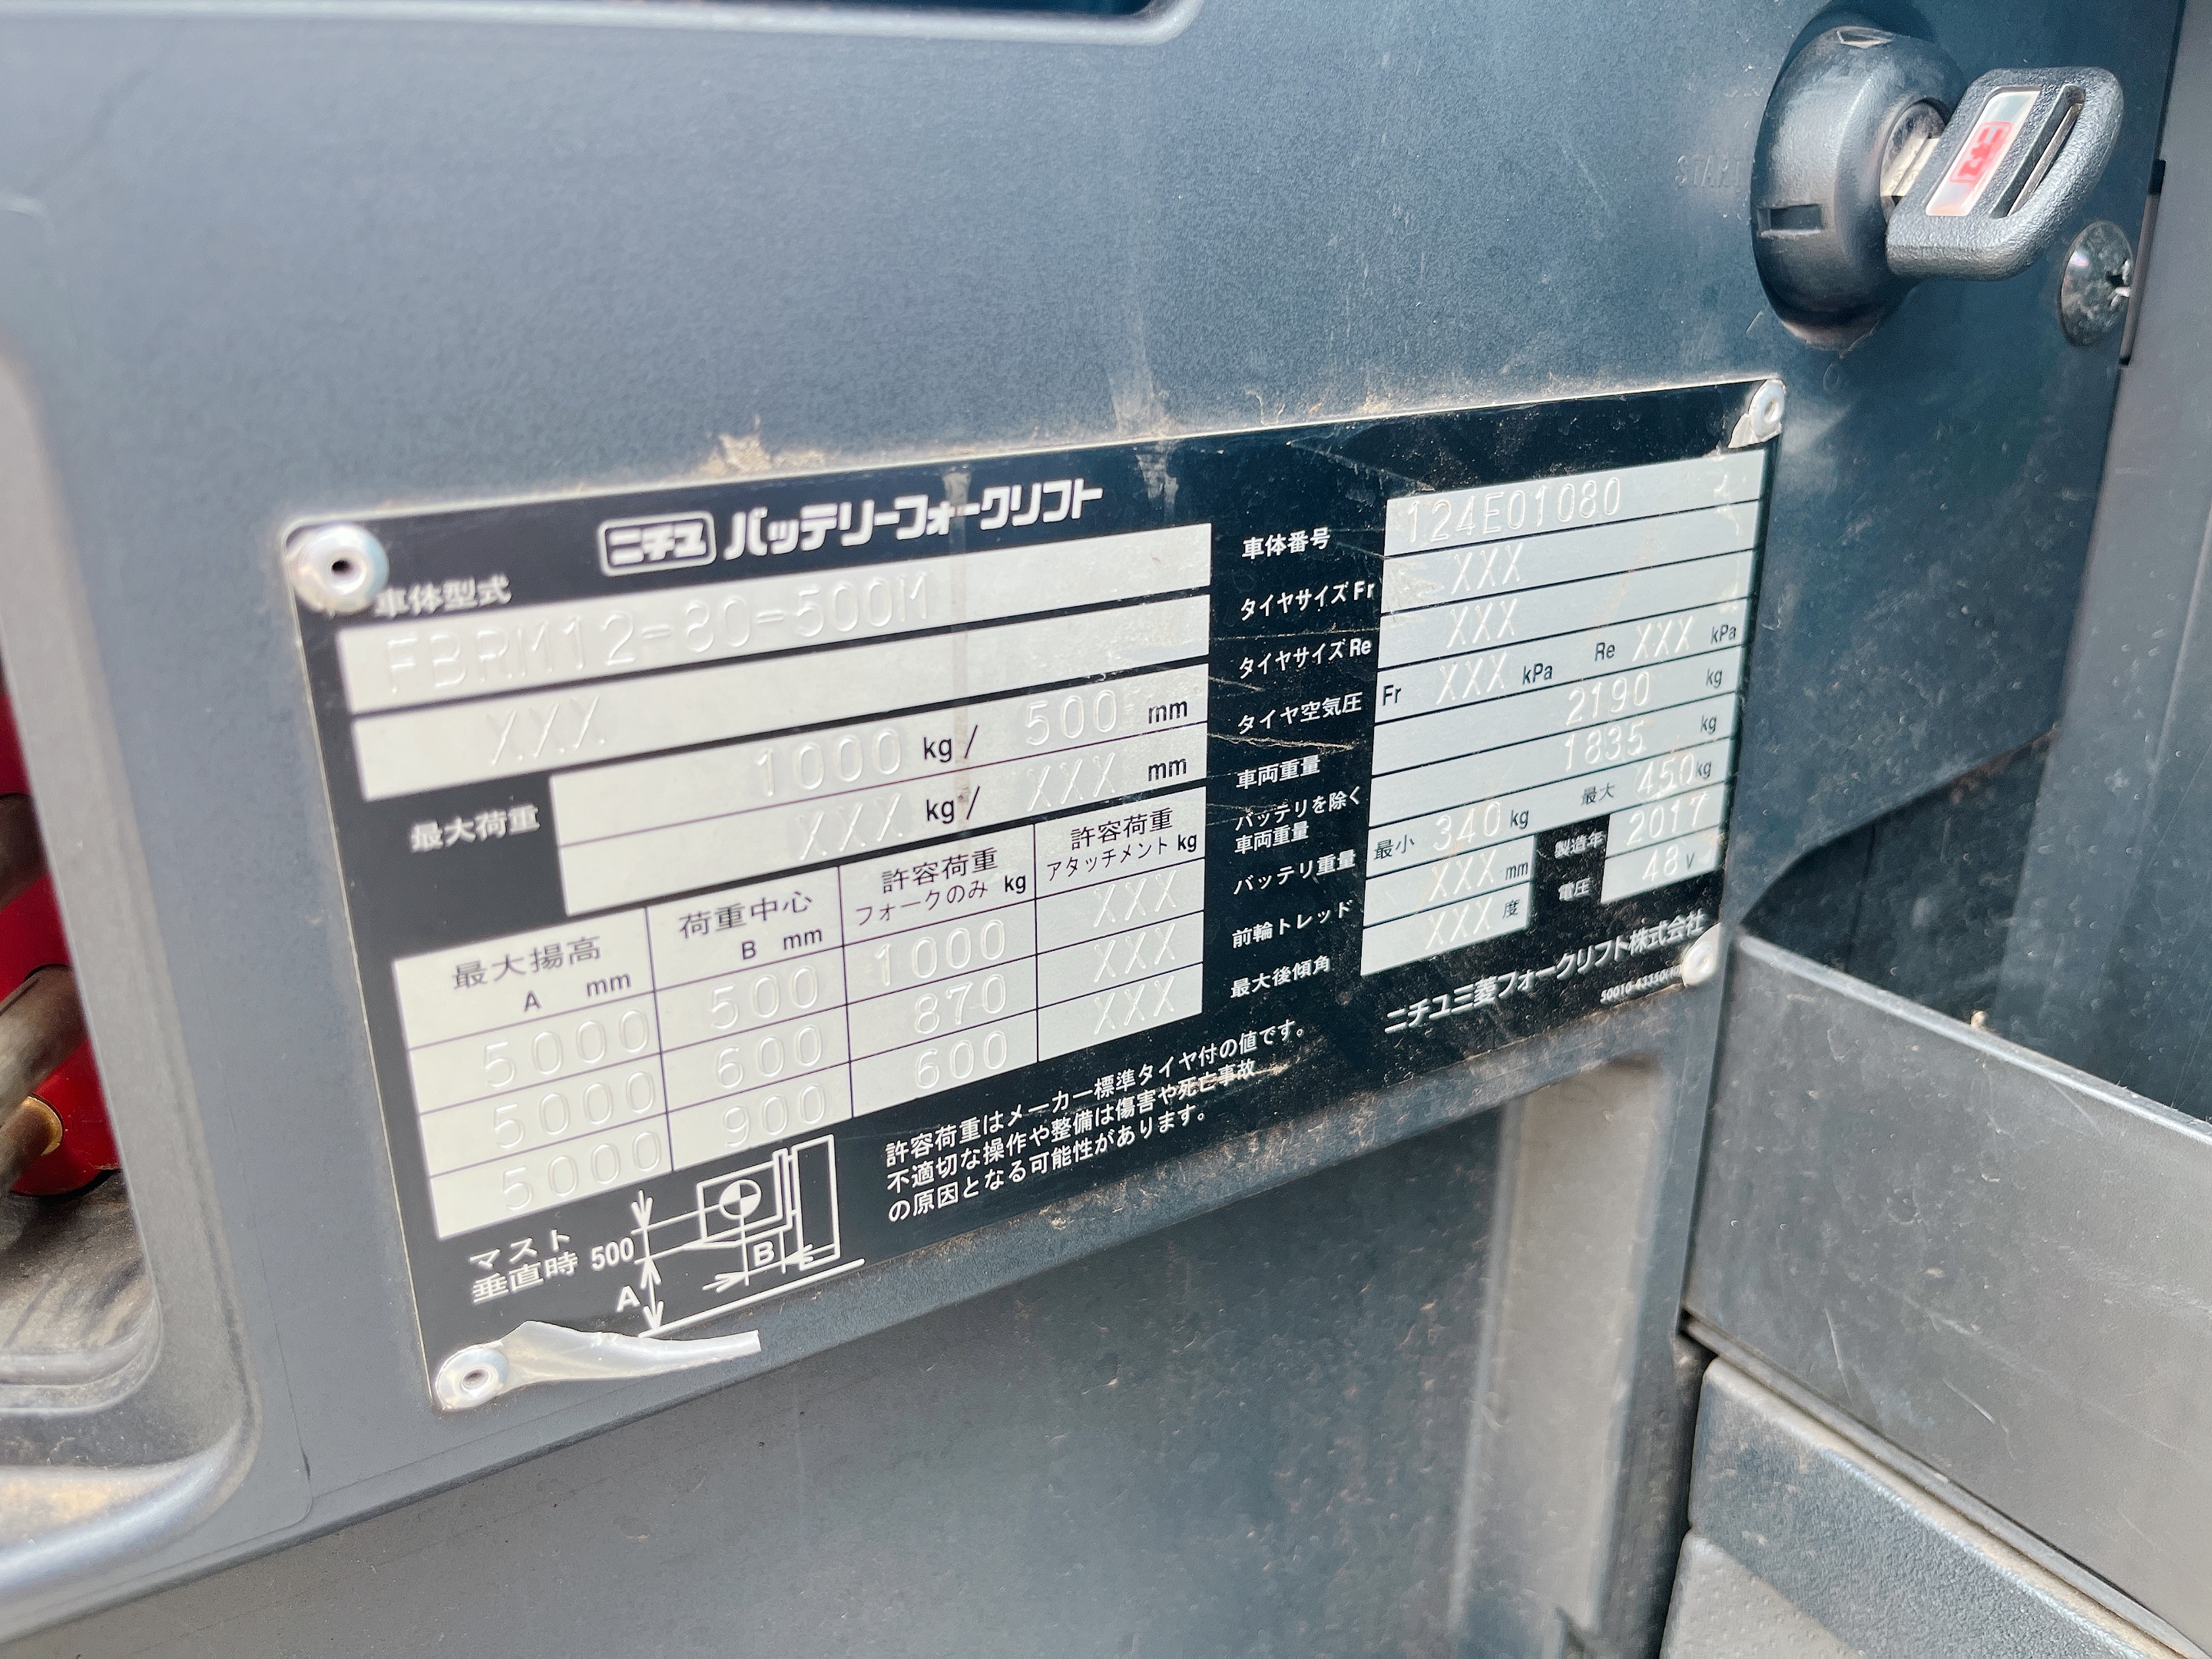 ニチユ
START
ニチユ バッテリーフォークリフト
車体型式
FBRM12-80-500M
XXX
最大荷重
1000 kg / 500 mm
XXX kg / XXX mm
最大揚高 A mm 荷重中心 B mm 許容荷重 フォークのみ kg 許容荷重 アタッチメント kg
5000 500 1000 XXX
5000 600 870 XXX
5000 900 600 XXX
マスト
垂直時 500
A
B
許容荷重はメーカー標準タイヤ付の値です。
不適切な操作や整備は傷害や死亡事故
の原因となる可能性があります。
車体番号 124E01080
タイヤサイズ Fr XXX
タイヤサイズ Re XXX
タイヤ空気圧 Fr XXX kPa Re XXX kPa
車両重量 2190 kg
バッテリを除く
車両重量 1835 kg
バッテリ重量 最小 340 kg 最大 450 kg
前輪トレッド XXX mm 製造年 2017
最大後傾角 XXX 度 電圧 48 V
ニチユ三菱フォークリフト株式会社